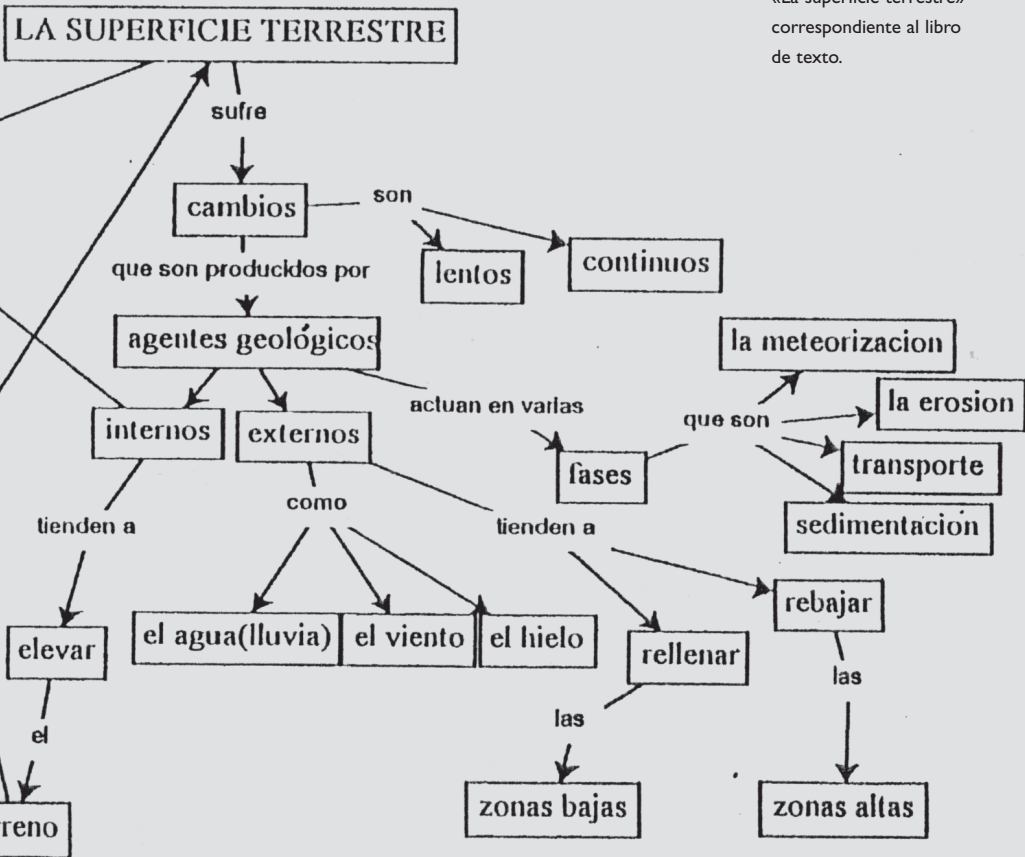 «La superficie terrestre»
correspondiente al libro
de texto.
LA SUPERFICIE TERRESTRE
sufre
cambios
son
lentos
continuos
que son producidos por
agentes geológicos
la meteorizacion
actuan en varias
que son
la erosion
internos
externos
fases
transporte
sedimentación
como
tienden a
tienden a
rebajar
elevar
el agua(lluvia)
el viento
el hielo
rellenar
las
el
las
zonas bajas
zonas altas
rreno